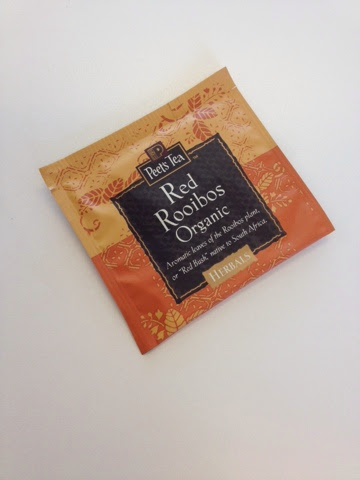 Peet's Tea
Red
Rooibos
Organic
Aromatic leaves of the Rooibos plant,
or "Red Bush," native to South Africa.
HERBALS